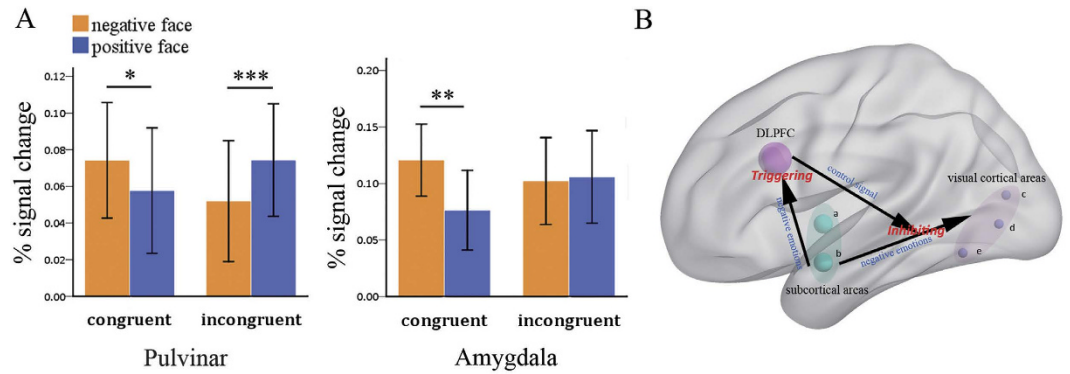 A
negative face
positive face
% signal change
0.12
0.10
0.08
0.06
0.04
0.02
0.00
*
***
congruent
incongruent
Pulvinar
% signal change
0.20
0.15
0.10
0.05
0.00
**
congruent
incongruent
Amygdala
B
DLPFC
Triggering
control signal
negative emotions
visual cortical areas
a
b
c
d
e
Inhibiting
negative emotions
subcortical areas